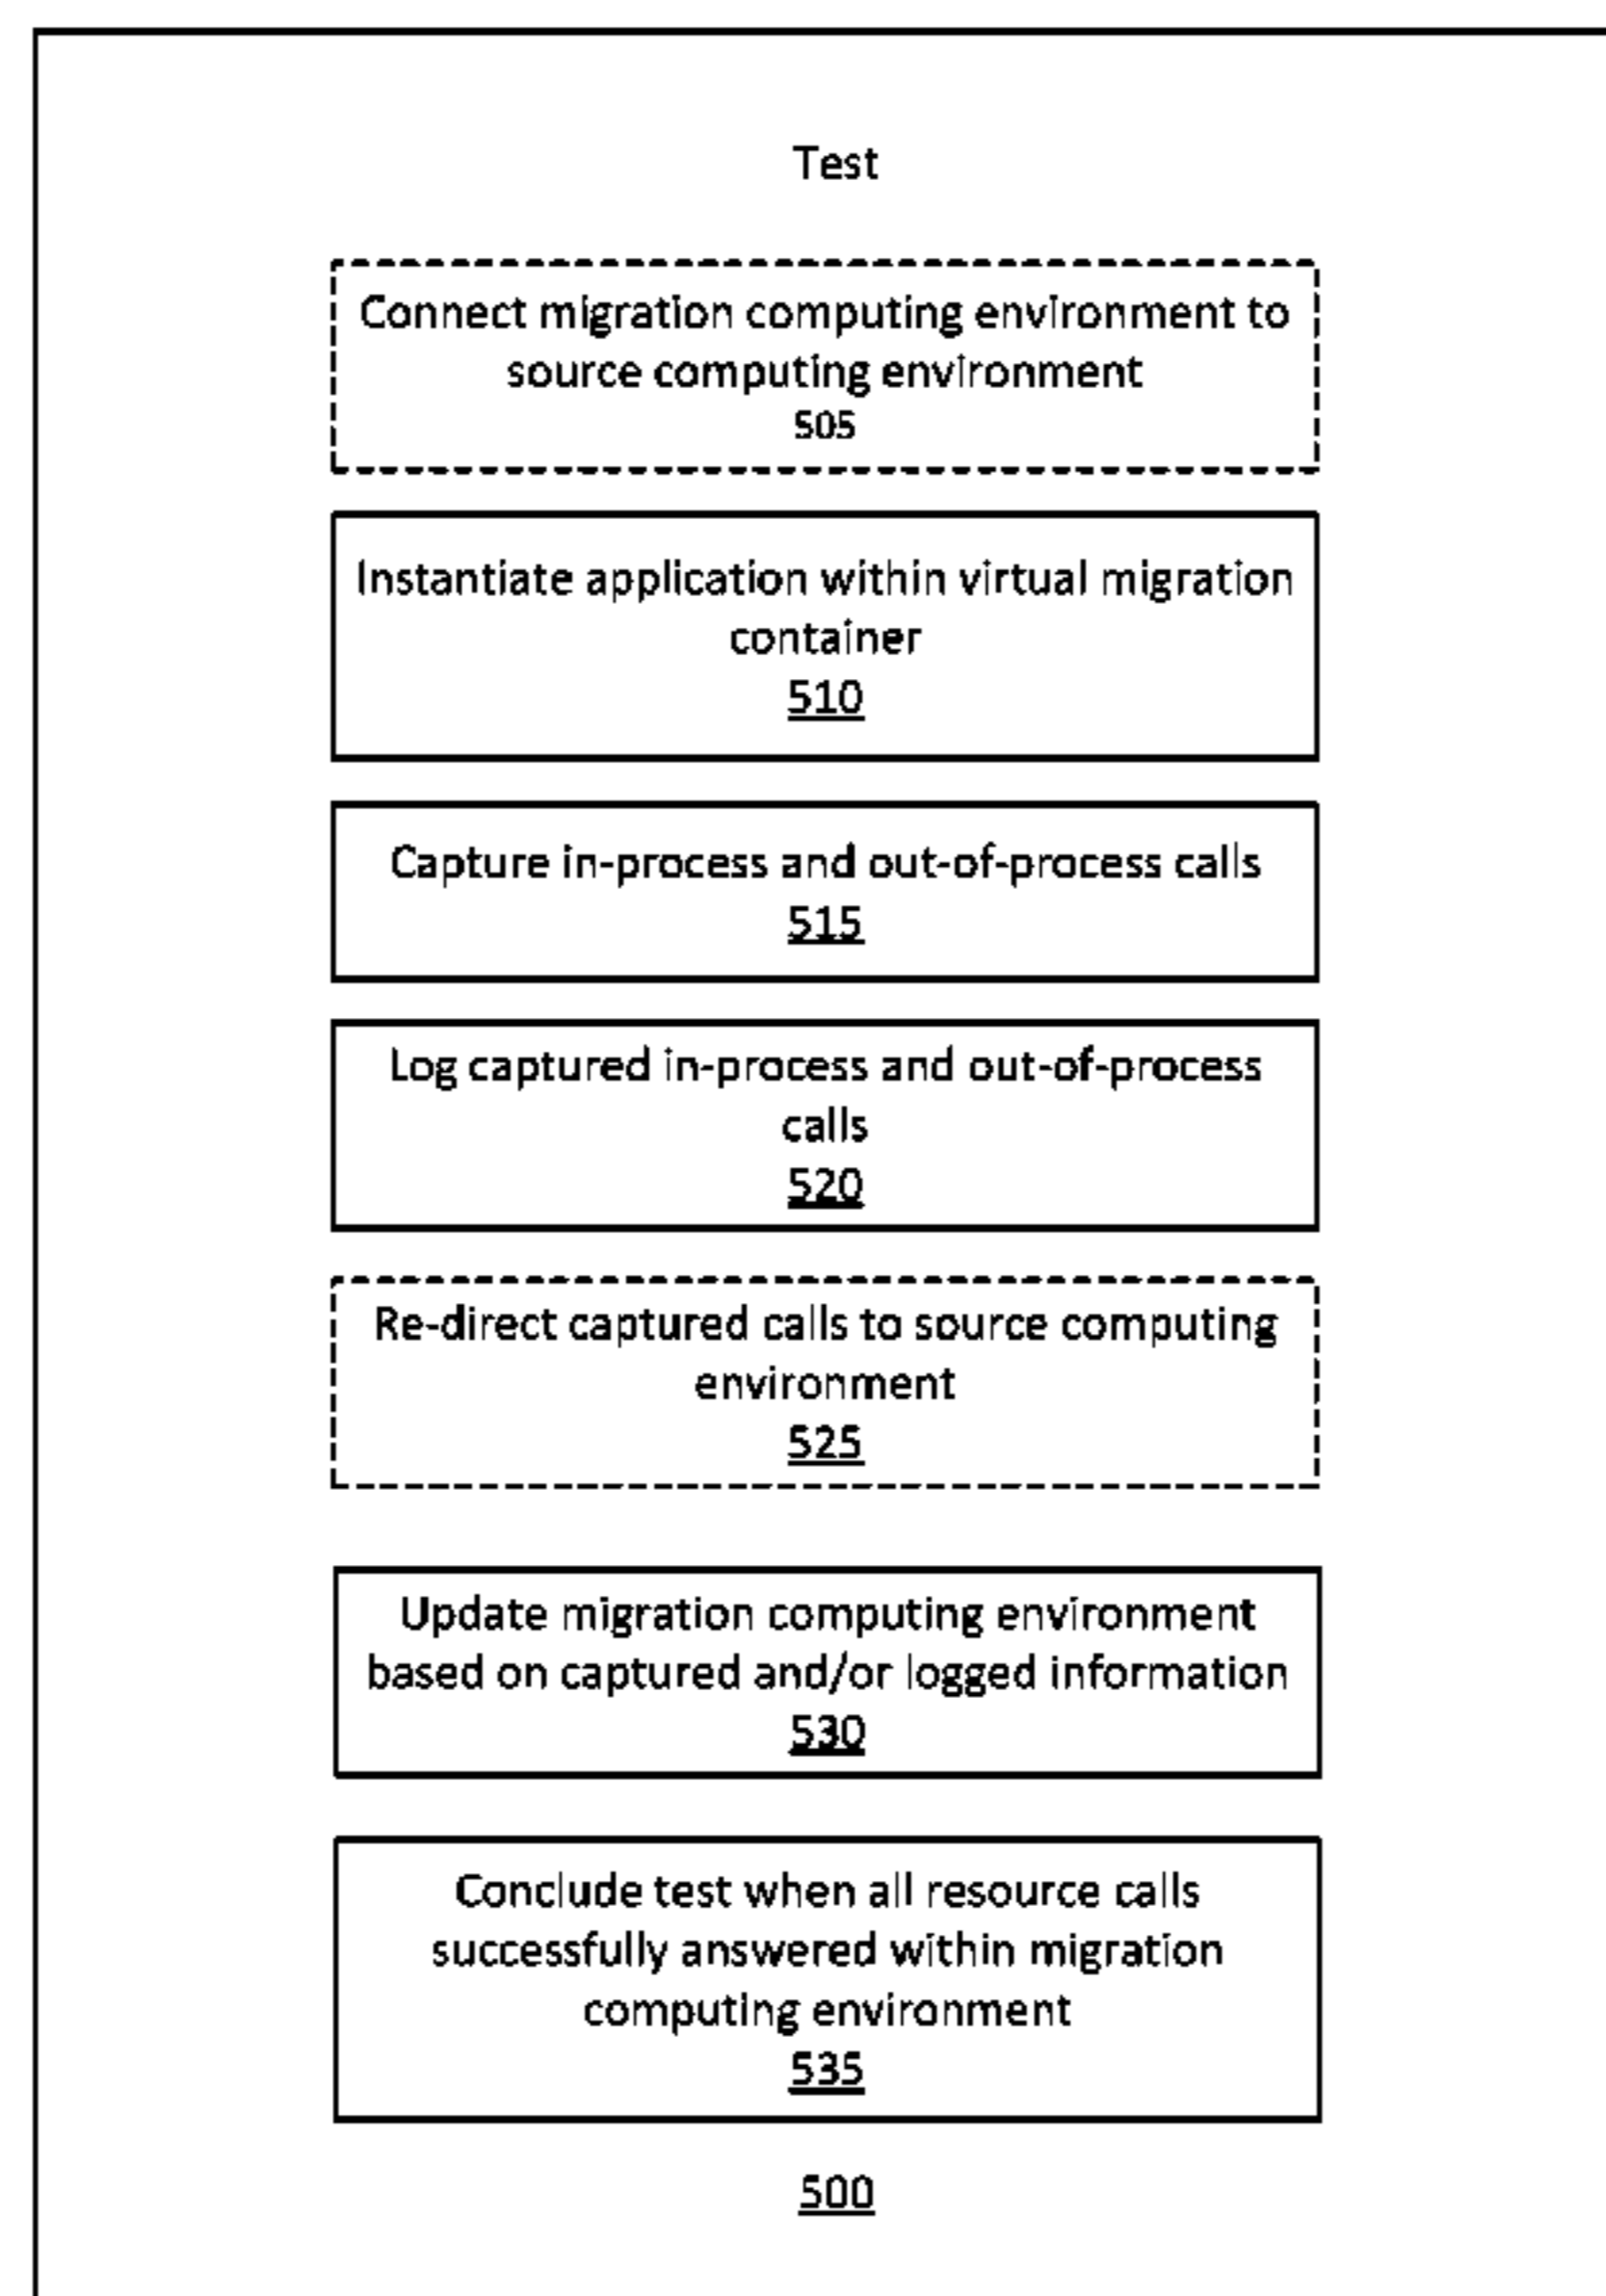 Test
Connect migration computing environment to
source computing environment
505
Instantiate application within virtual migration
container
510
Capture in-process and out-of-process calls
515
Log captured in-process and out-of-process
calls
520
Re-direct captured calls to source computing
environment
525
Update migration computing environment
based on captured and/or logged information
530
Conclude test when all resource calls
successfully answered within migration
computing environment
535
500